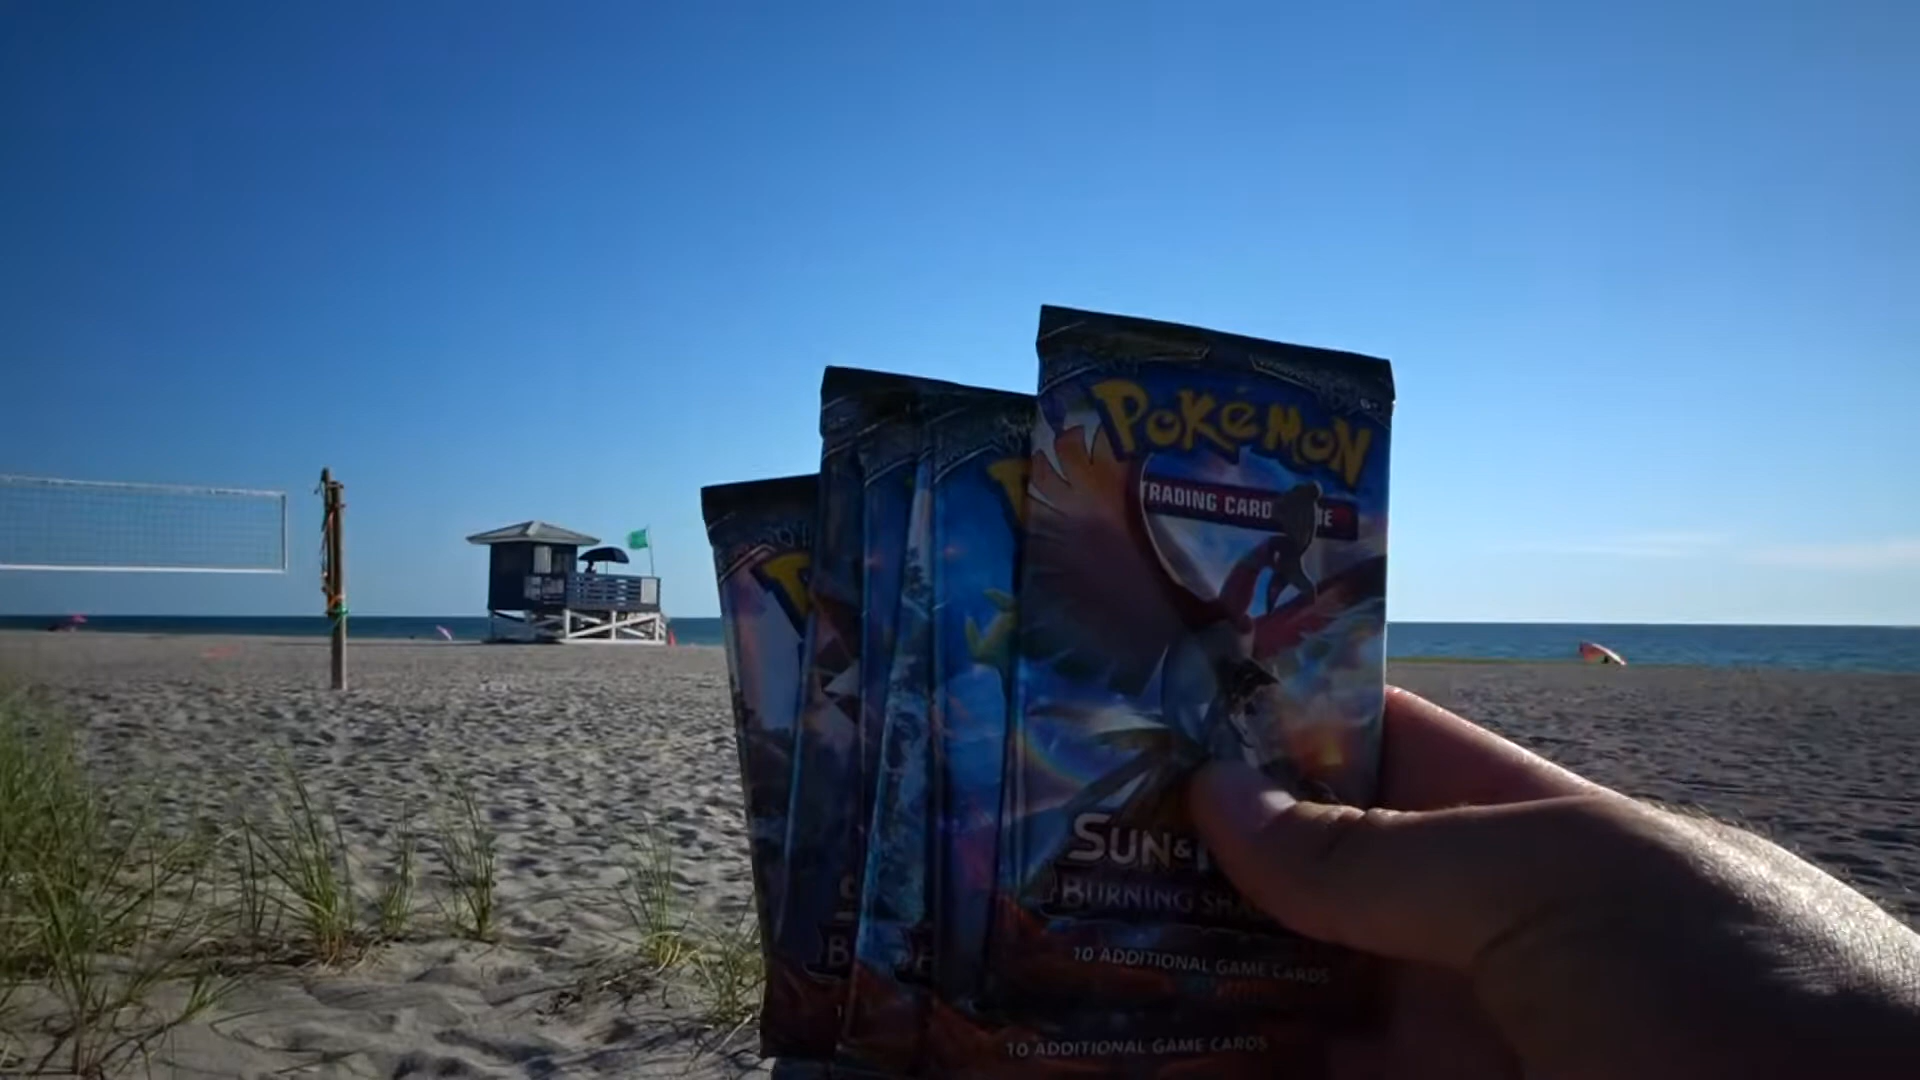 Pokémon
TRADING CARD
SUN &
BURNING SHA
10 ADDITIONAL GAME CARDS
10 ADDITIONAL GAME CARDS